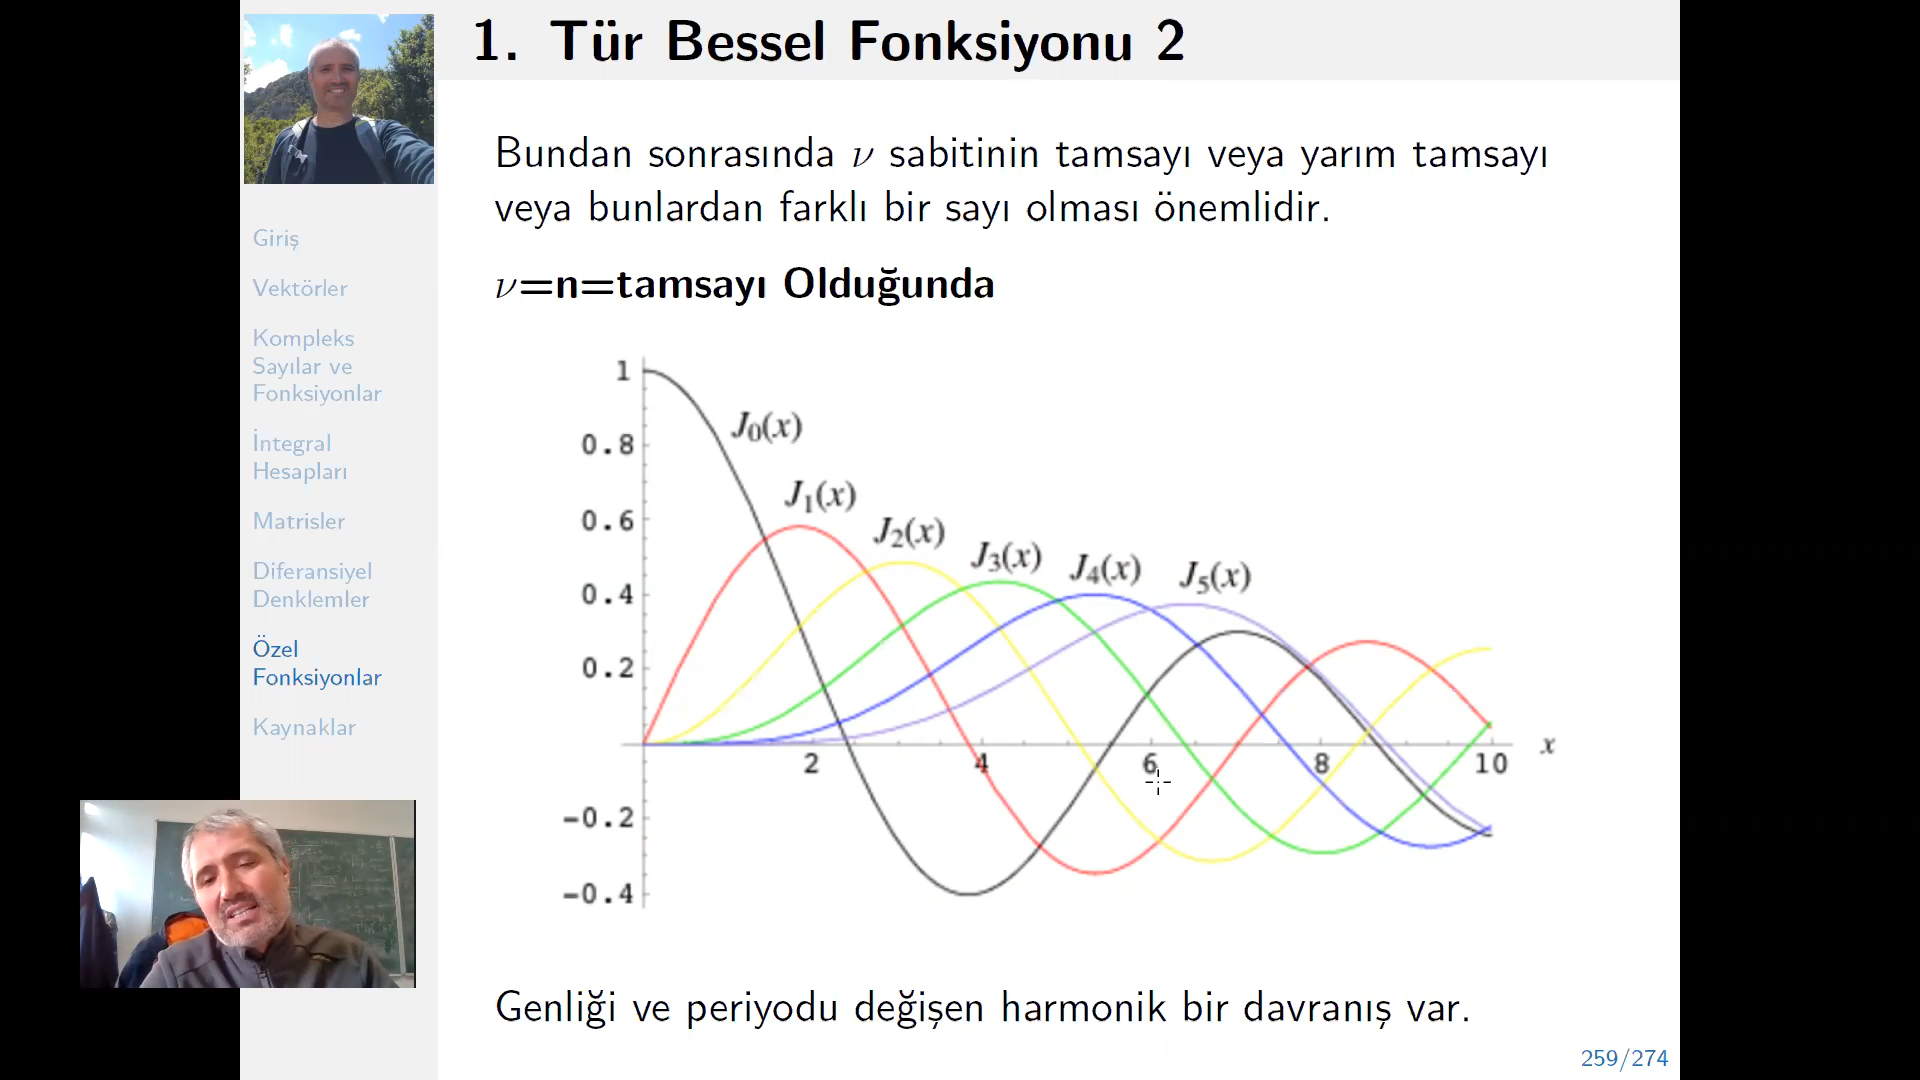 1. Tür Bessel Fonksiyonu 2
Giriş
Vektörler
Kompleks
Sayılar ve
Fonksiyonlar
İntegral
Hesapları
Matrisler
Diferansiyel
Denklemler
Özel
Fonksiyonlar
Kaynaklar
Bundan sonrasında ν sabitinin tamsayı veya yarım tamsayı
veya bunlardan farklı bir sayı olması önemlidir.
ν=n=tamsayı Olduğunda
1
0.8
0.6
0.4
0.2
-0.2
-0.4
J₀(x)
J₁(x)
J₂(x)
J₃(x)
J₄(x)
J₅(x)
2 4 6 8 10 x
Genliği ve periyodu değişen harmonik bir davranış var.
259/274